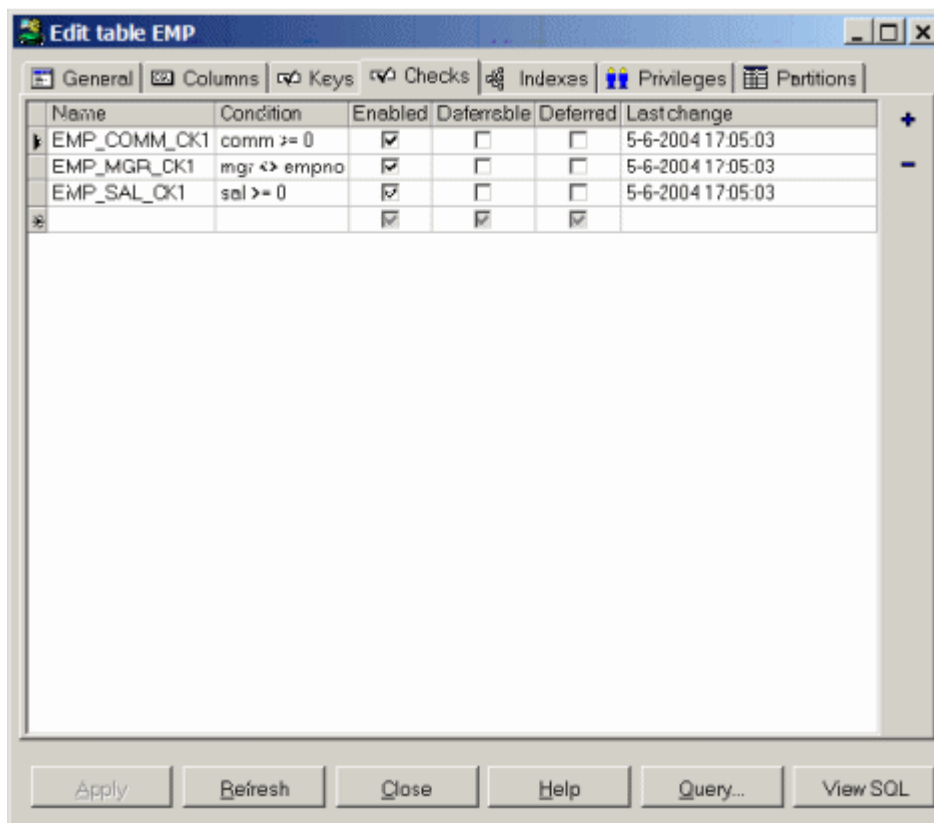 Edit table EMP
General Columns Keys Checks Indexes Privileges Partitions
Name Condition Enabled Deferrable Deferred Last change
EMP_COMM_CK1 comm >= 0 5-6-2004 17:05:03
EMP_MGR_CK1 mgr <> empno 5-6-2004 17:05:03
EMP_SAL_CK1 sal >= 0 5-6-2004 17:05:03
Apply Refresh Close Help Query... View SQL